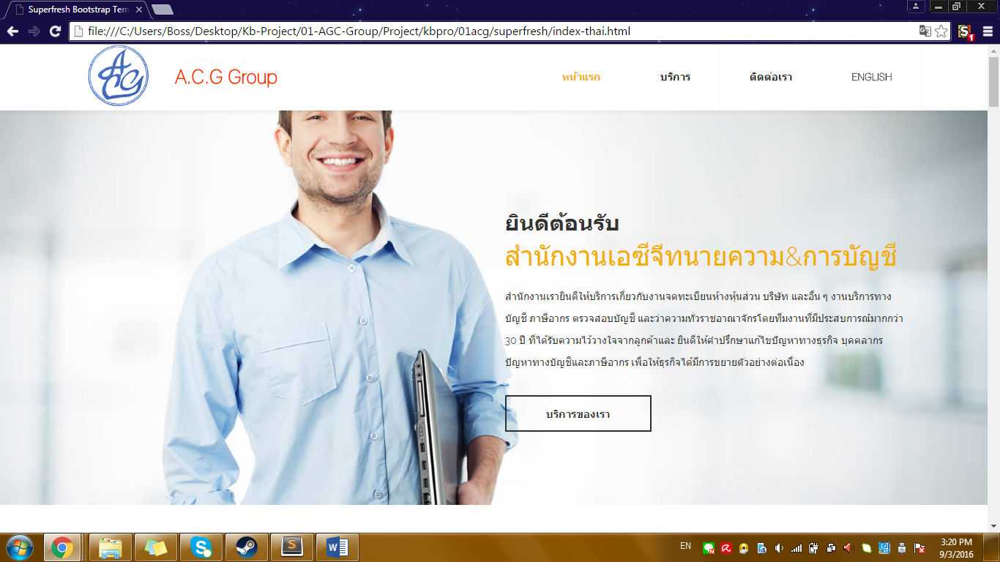 Superfresh Bootstrap Tem
file:///C:/Users/Boss/Desktop/Kb-Project/01-AGC-Group/Project/kbpro/01acg/superfresh/index-thai.html
ACG
A.C.G Group
หน้าแรก
บริการ
ติดต่อเรา
ENGLISH
ยินดีต้อนรับ
สำนักงานเอซีจีทนายความ&การบัญชี
สำนักงานเรายินดีให้บริการเกี่ยวกับงานจดทะเบียนห้างหุ้นส่วน บริษัท และอื่น ๆ งานบริการทาง
บัญชี ภาษีอากร ตรวจสอบบัญชี และว่าความทั่วราชอาณาจักรโดยทีมงานที่มีประสบการณ์มากกว่า
30 ปี ที่ได้รับความไว้วางใจจากลูกค้าและ ยินดีให้คำปรึกษาแก้ไขปัญหาทางธุรกิจ บุคคลากร
ปัญหาทางบัญชีและภาษีอากร เพื่อให้ธุรกิจได้มีการขยายตัวอย่างต่อเนื่อง
บริการของเรา
EN
3:20 PM
9/3/2016